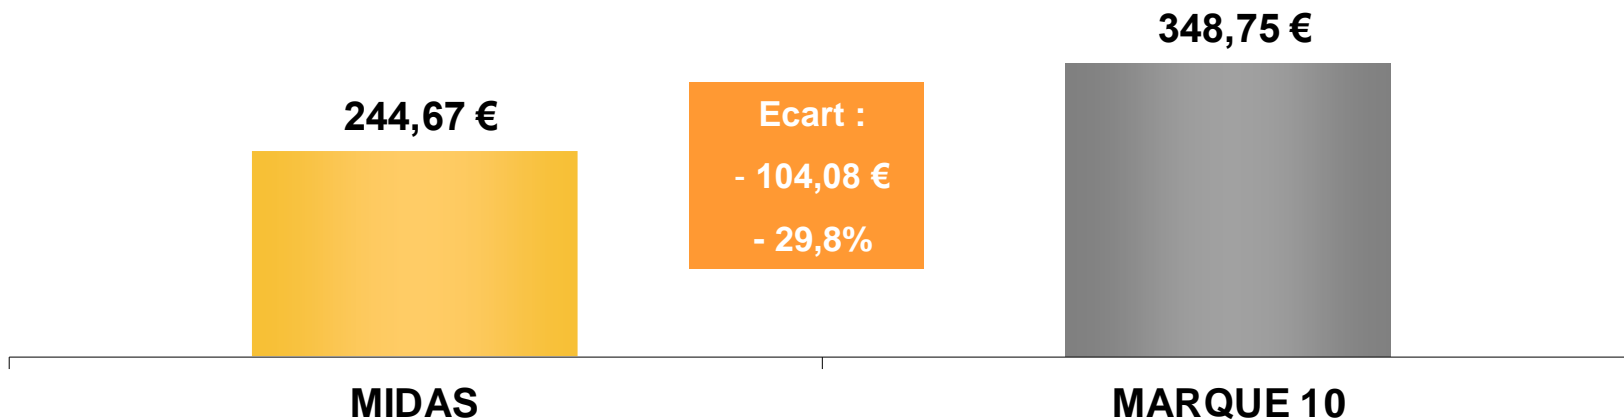 348,75 €
244,67 €
Ecart :
- 104,08 €
- 29,8%
MIDAS
MARQUE 10